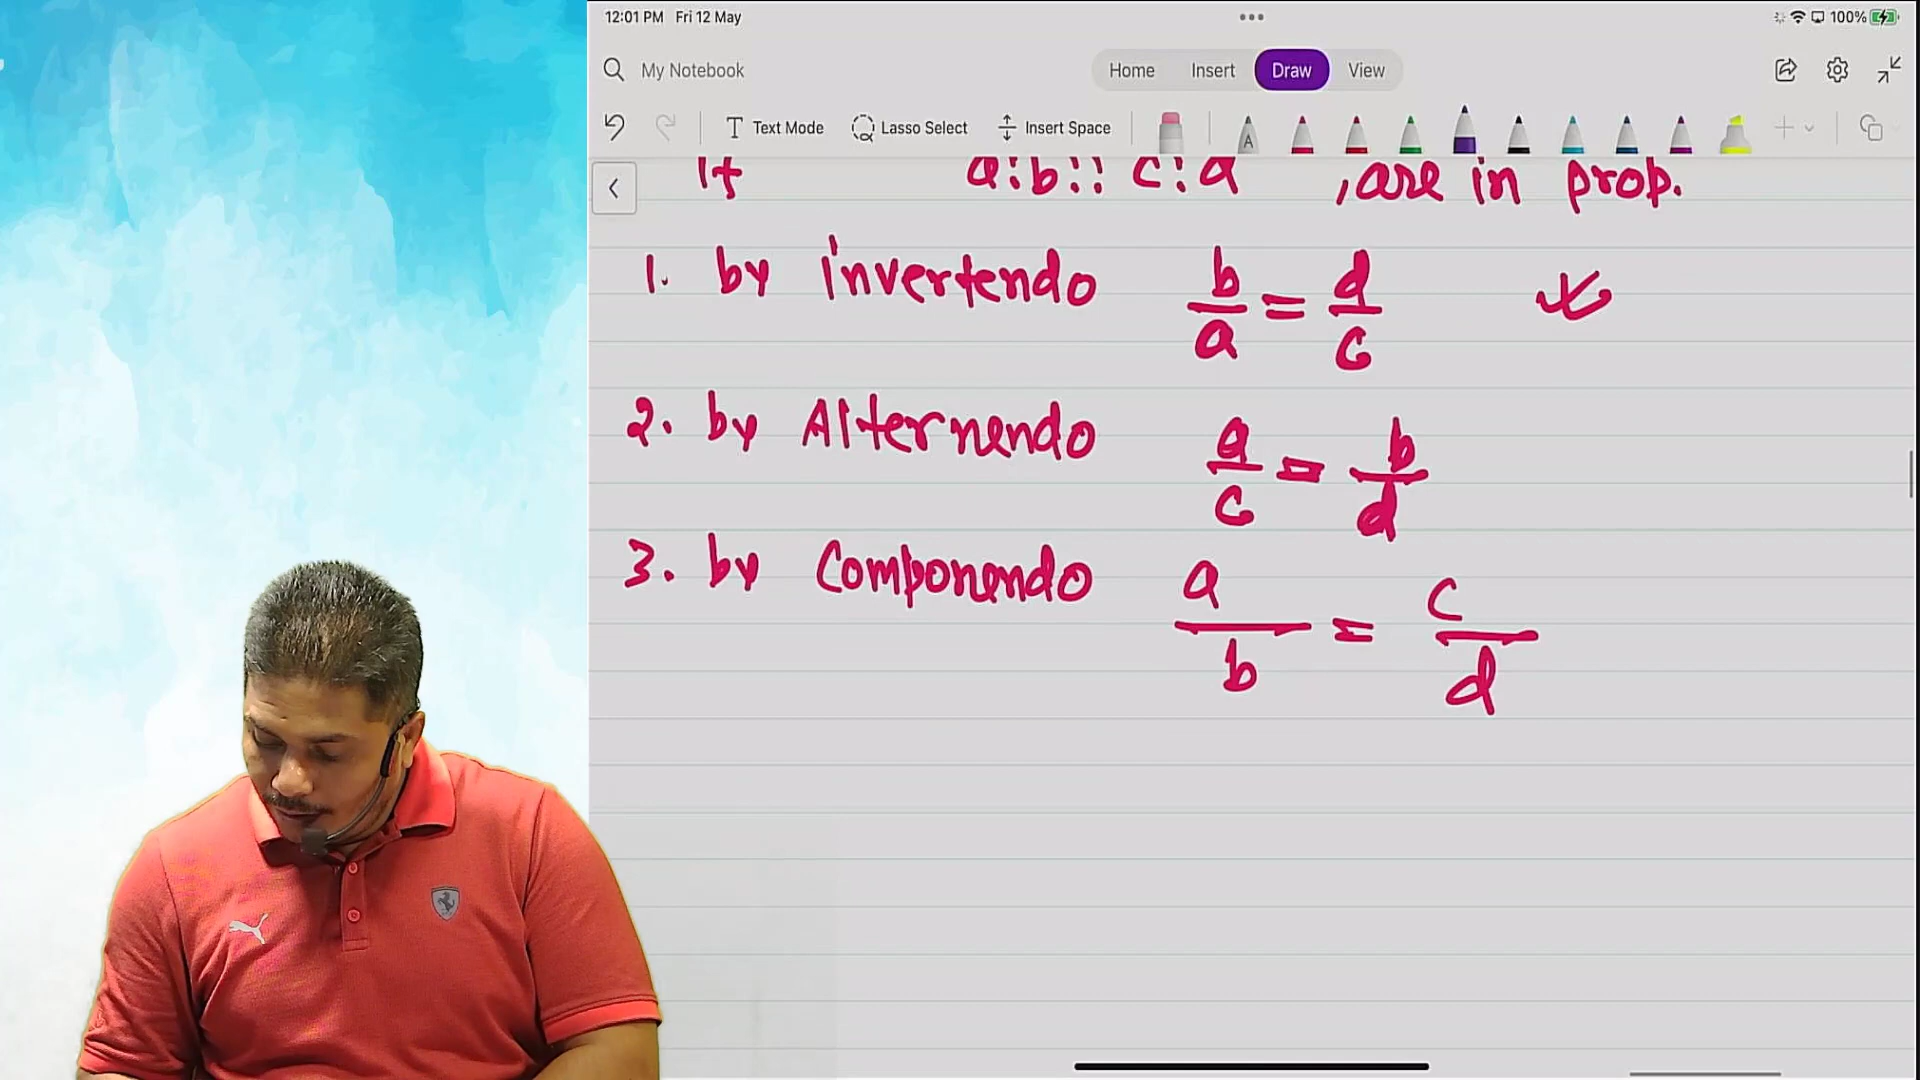 12:01 PM Fri 12 May
100%
My Notebook
Home Insert Draw View
Text Mode Lasso Select Insert Space
A
If a:b::c:d , are in prop.
1. by invertendo b/a = d/c
2. by Alternendo a/c = b/d
3. by Componendo a/b = c/d